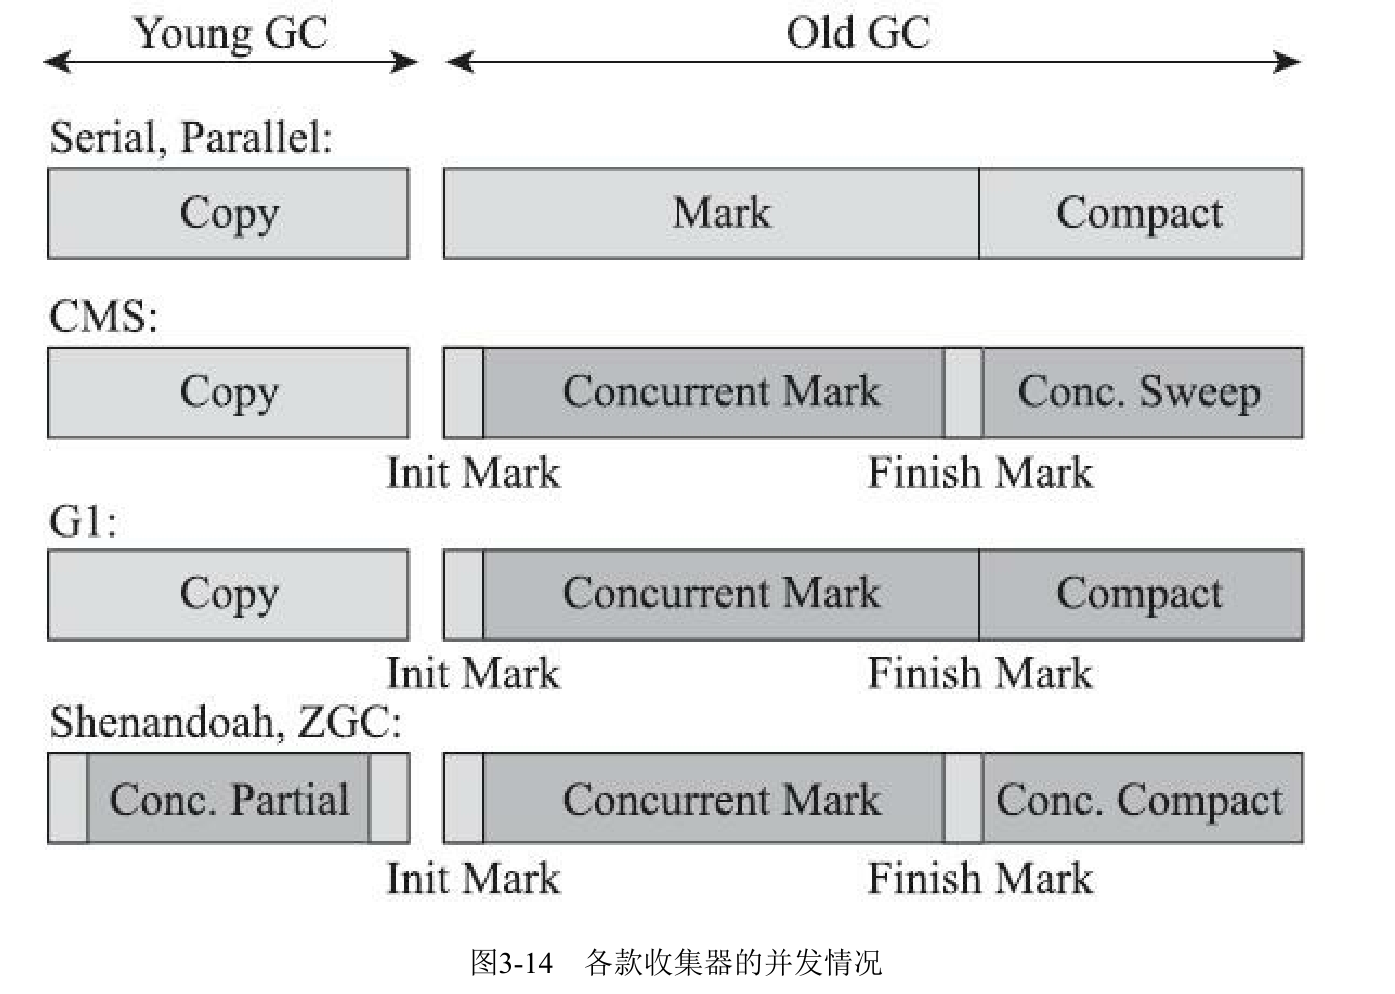 Young GC Old GC
Serial, Parallel:
Copy Mark Compact
CMS:
Copy Concurrent Mark Conc. Sweep
Init Mark Finish Mark
G1:
Copy Concurrent Mark Compact
Init Mark Finish Mark
Shenandoah, ZGC:
Conc. Partial Concurrent Mark Conc. Compact
Init Mark Finish Mark
图3-14 各款收集器的并发情况